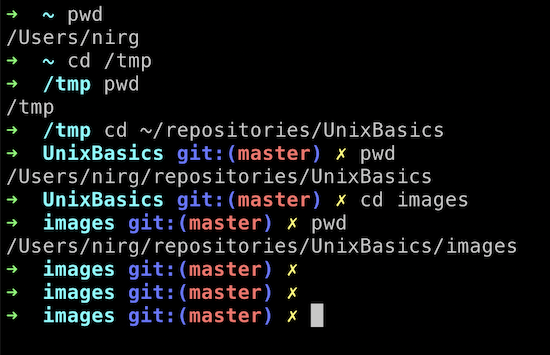 ➜ ~ pwd
/Users/nirg
➜ ~ cd /tmp
➜ /tmp pwd
/tmp
➜ /tmp cd ~/repositories/UnixBasics
➜ UnixBasics git:(master) ✗ pwd
/Users/nirg/repositories/UnixBasics
➜ UnixBasics git:(master) ✗ cd images
➜ images git:(master) ✗ pwd
/Users/nirg/repositories/UnixBasics/images
➜ images git:(master) ✗
➜ images git:(master) ✗
➜ images git:(master) ✗